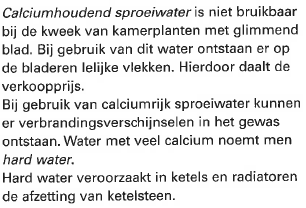 Calciumhoudend sproeiwater is niet bruikbaar
bij de kweek van kamerplanten met glimmend
blad. Bij gebruik van dit water ontstaan er op
de bladeren lelijke vlekken. Hierdoor daalt de
verkoopprijs.
Bij gebruik van calciumrijk sproeiwater kunnen
er verbrandingsverschijnselen in het gewas
ontstaan. Water met veel calcium noemt men
hard water.
Hard water veroorzaakt in ketels en radiatoren
de afzetting van ketelsteen.